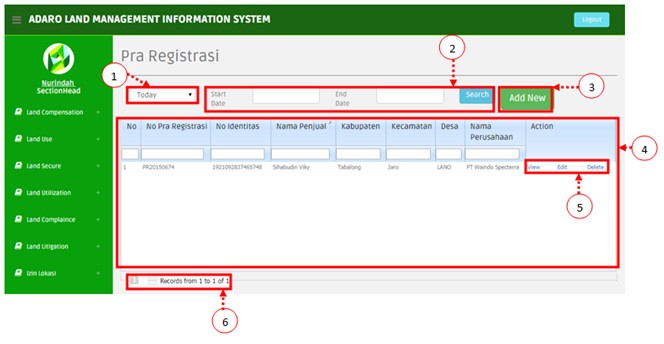 ADARO LAND MANAGEMENT INFORMATION SYSTEM
Logout
Nurindah
SectionHead
Land Compensation +
Land Use +
Land Secure +
Land Utilization +
Land Complaince +
Land Litigation +
Izin Lokasi +
Pra Registrasi
1
2
3
Today
Start
Date
End
Date
Search
Add New
No No Pra Registrasi No Identitas Nama Penjual Kabupaten Kecamatan Desa Nama
Perusahaan
Action
1 PR20150674 1921092837465748 Sihabudin Viky Tabalong Jaro LANO PT Waindo Specterra View Edit Delete
4
5
1 Records from 1 to 1 of 1
6